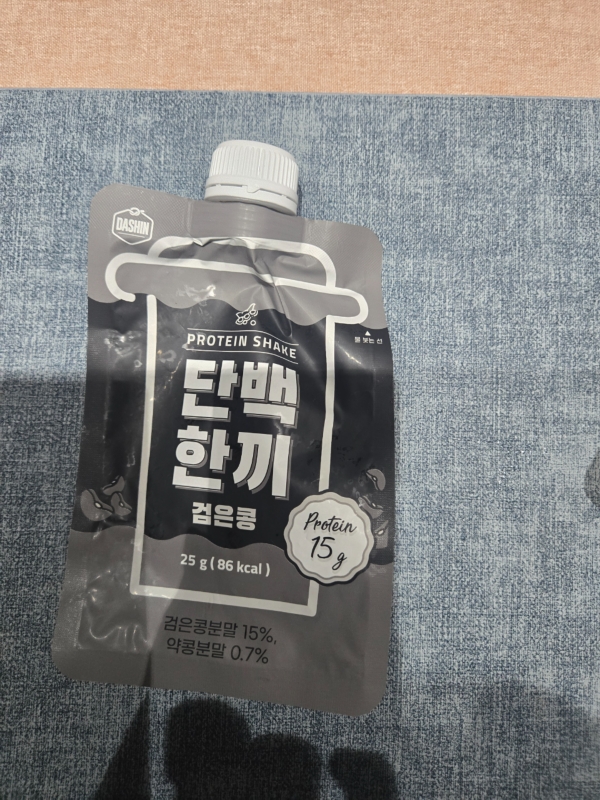 DASHIN
물 붓는 선
PROTEIN SHAKE
단백
한끼
검은콩
Protein
15 g
25 g ( 86 kcal )
검은콩분말 15%,
약콩분말 0.7%